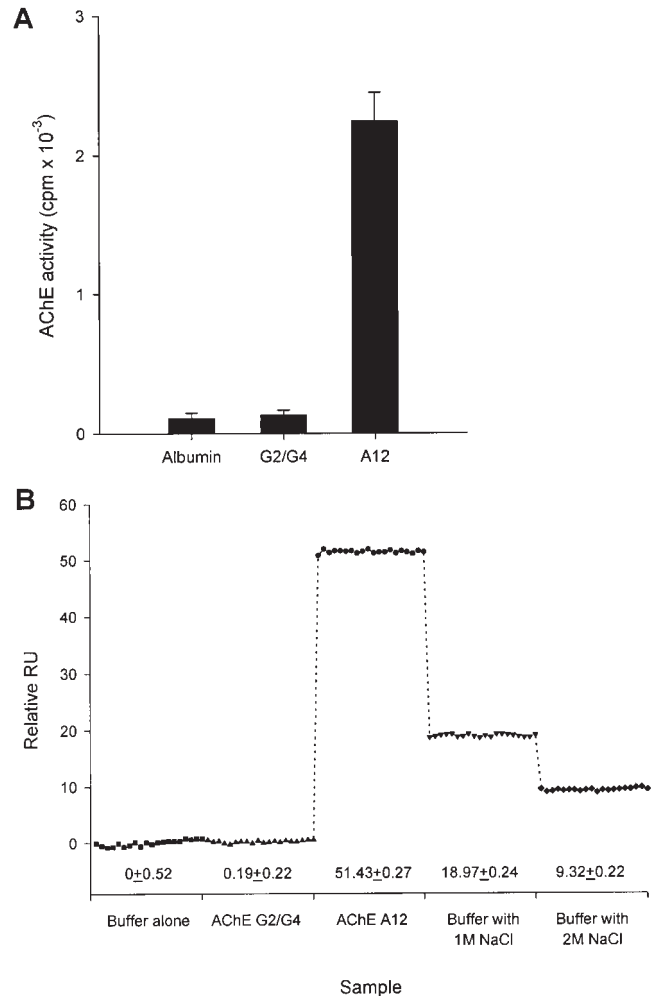 A
3
2
1
0
AChE activity (cpm x 10⁻³)
Albumin G2/G4 A12
B
60
50
40
30
20
10
0
Relative RU
0±0.52 0.19±0.22 51.43±0.27 18.97±0.24 9.32±0.22
Buffer alone AChE G2/G4 AChE A12 Buffer with Buffer with
1M NaCl 2M NaCl
Sample